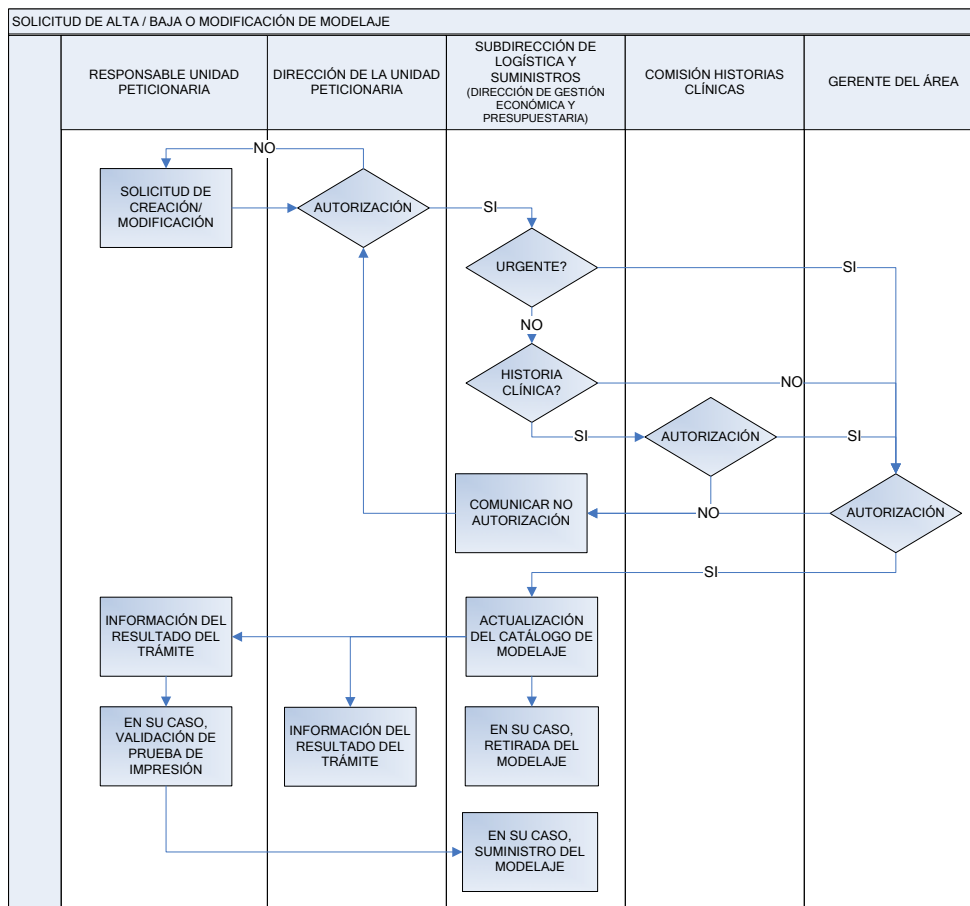 SOLICITUD DE ALTA / BAJA O MODIFICACIÓN DE MODELAJE
RESPONSABLE UNIDAD
PETICIONARIA
DIRECCIÓN DE LA UNIDAD
PETICIONARIA
SUBDIRECCIÓN DE
LOGÍSTICA Y
SUMINISTROS
(DIRECCIÓN DE GESTIÓN
ECONÓMICA Y
PRESUPUESTARIA)
COMISIÓN HISTORIAS
CLÍNICAS
GERENTE DEL ÁREA
NO
SOLICITUD DE
CREACIÓN/
MODIFICACIÓN
AUTORIZACIÓN
SI
URGENTE?
SI
NO
HISTORIA
CLÍNICA?
NO
SI
AUTORIZACIÓN
SI
COMUNICAR NO
AUTORIZACIÓN
NO
AUTORIZACIÓN
SI
INFORMACIÓN DEL
RESULTADO DEL
TRÁMITE
ACTUALIZACIÓN
DEL CATÁLOGO DE
MODELAJE
EN SU CASO,
VALIDACIÓN DE
PRUEBA DE
IMPRESIÓN
INFORMACIÓN DEL
RESULTADO DEL
TRÁMITE
EN SU CASO,
RETIRADA DEL
MODELAJE
EN SU CASO,
SUMINISTRO DEL
MODELAJE